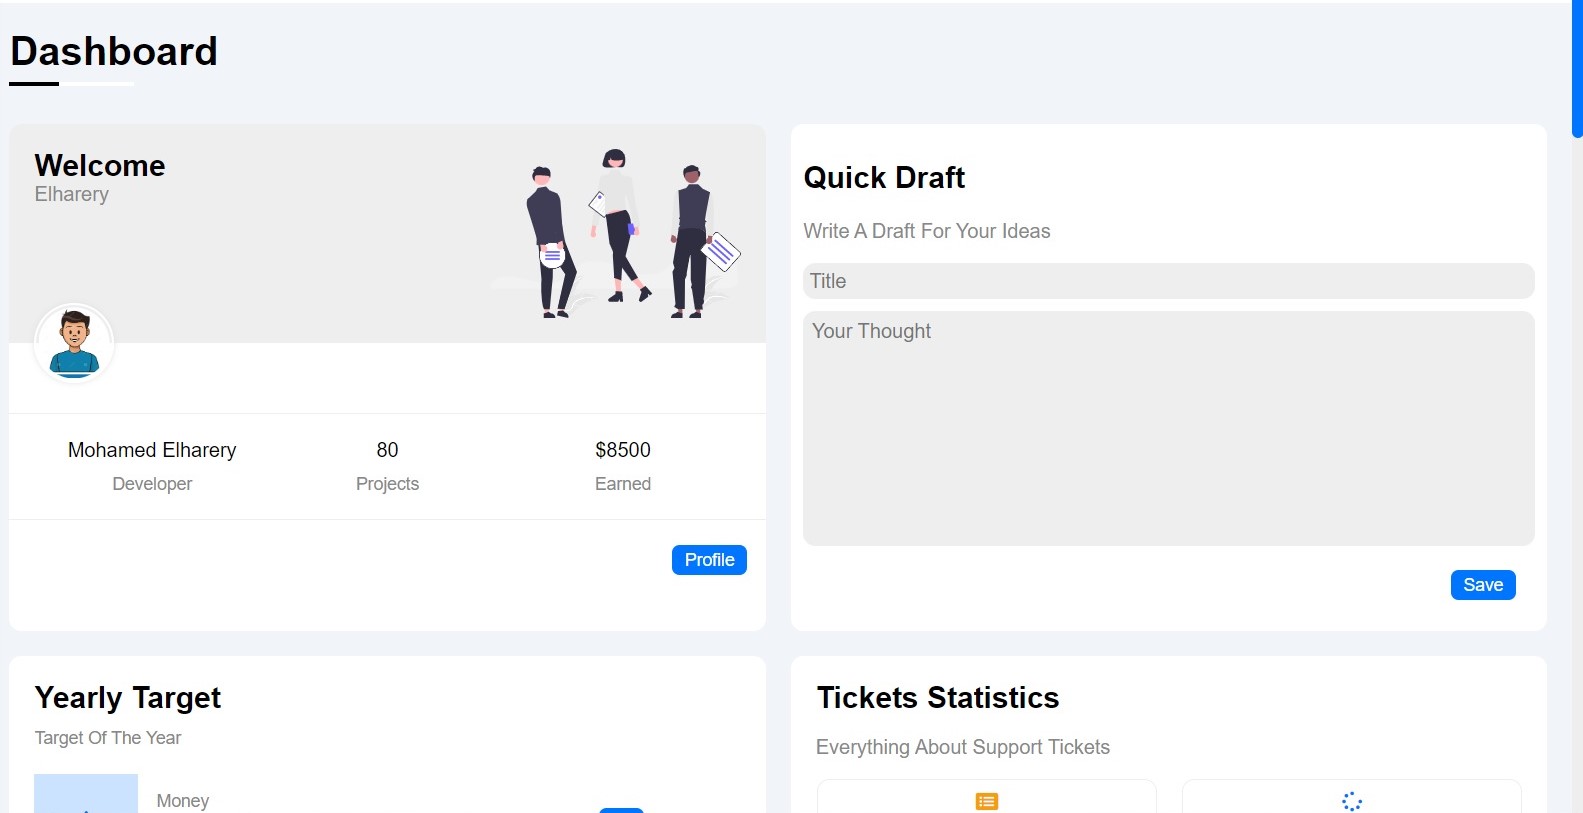 Dashboard
Welcome
Elharery
Mohamed Elharery
Developer
80
Projects
$8500
Earned
Profile
Quick Draft
Write A Draft For Your Ideas
Title
Your Thought
Save
Yearly Target
Target Of The Year
Money
Tickets Statistics
Everything About Support Tickets